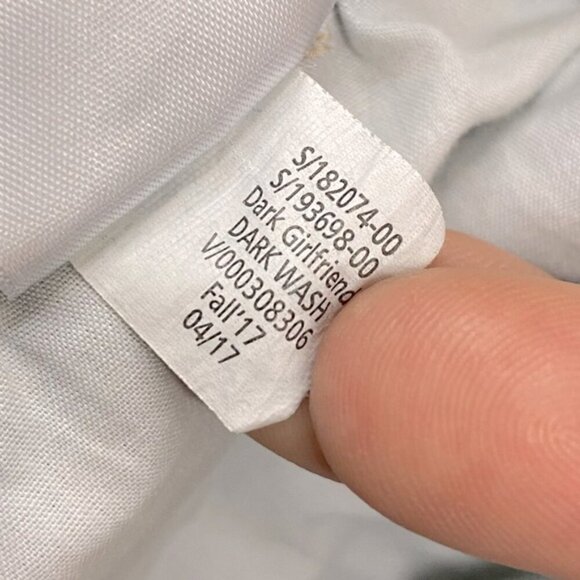 S/182074-00
S/193698-00
Dark Girlfriend
DARK WASH
V/000308306
Fall'17
04/17